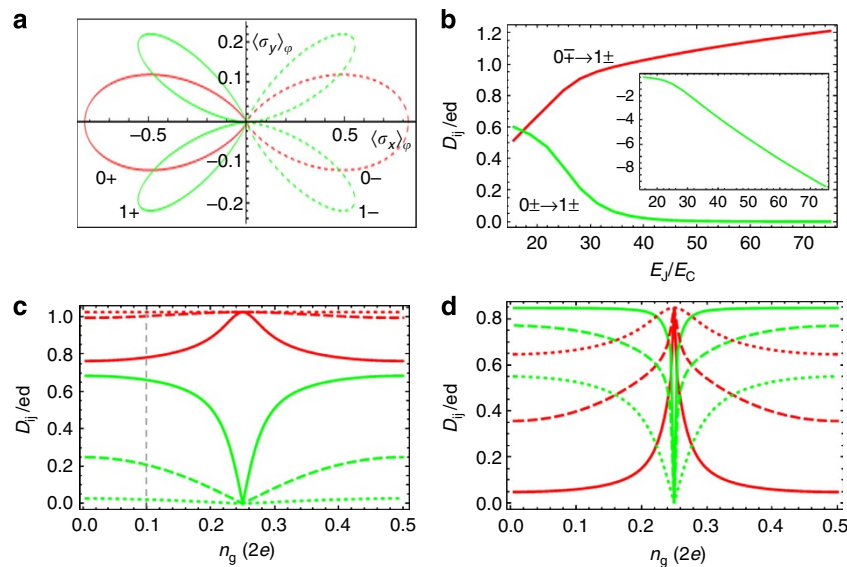 a
⟨σy⟩φ
0.2
0.1
−0.5
0.5
⟨σx⟩φ
−0.1
−0.2
0+
0−
1+
1−
b
1.2
1.0
0.8
0.6
0.4
0.2
0.0
Dij/ed
0∓→1±
0±→1±
−2
−4
−6
−8
20 30 40 50 60 70
20 30 40 50 60 70
EJ/EC
c
1.0
0.8
0.6
0.4
0.2
0.0
Dij/ed
0.0 0.1 0.2 0.3 0.4 0.5
ng (2e)
d
0.8
0.6
0.4
0.2
0.0
Dij/ed
0.0 0.1 0.2 0.3 0.4 0.5
ng (2e)